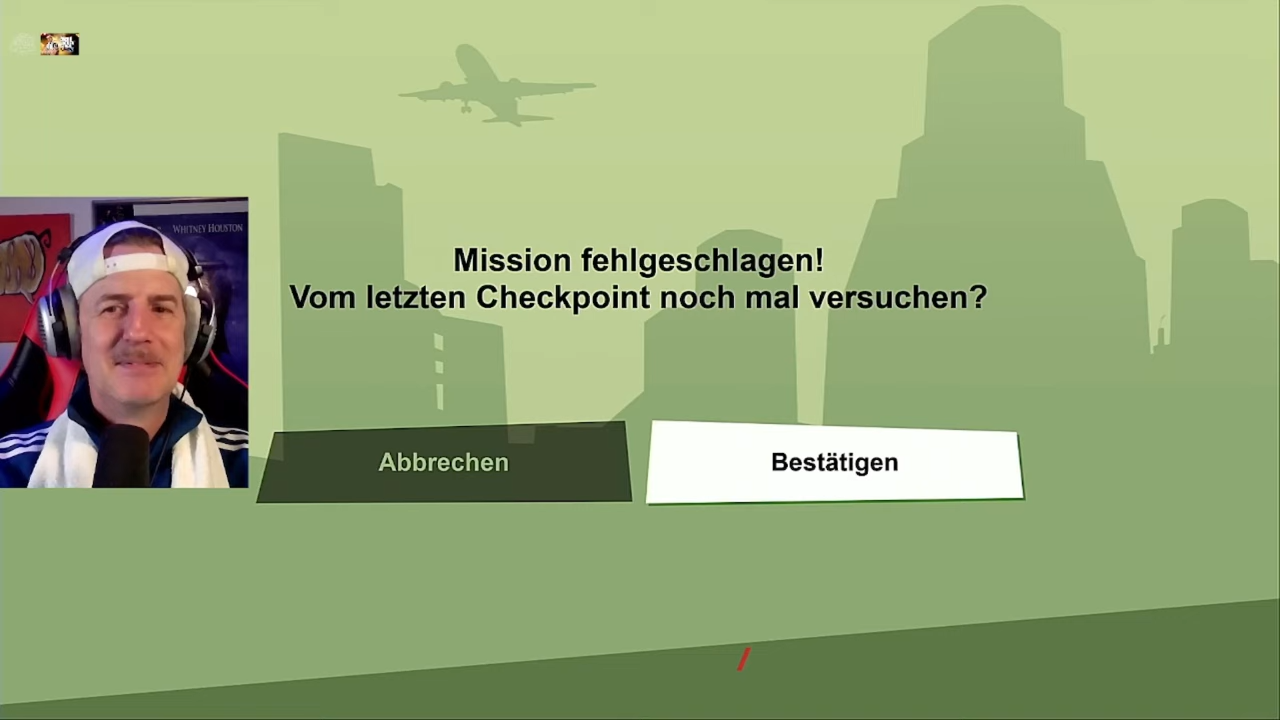 WHITNEY HOUSTON
Mission fehlgeschlagen!
Vom letzten Checkpoint noch mal versuchen?
Abbrechen
Bestätigen